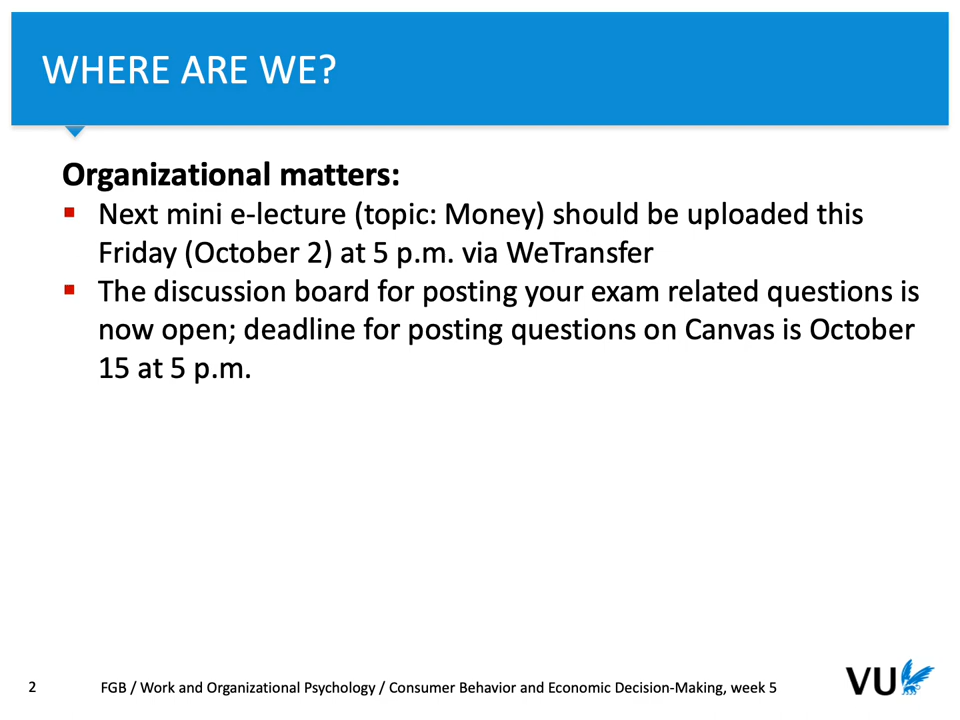 WHERE ARE WE?
Organizational matters:
▪ Next mini e-lecture (topic: Money) should be uploaded this
Friday (October 2) at 5 p.m. via WeTransfer
▪ The discussion board for posting your exam related questions is
now open; deadline for posting questions on Canvas is October
15 at 5 p.m.
2
FGB / Work and Organizational Psychology / Consumer Behavior and Economic Decision-Making, week 5
VU